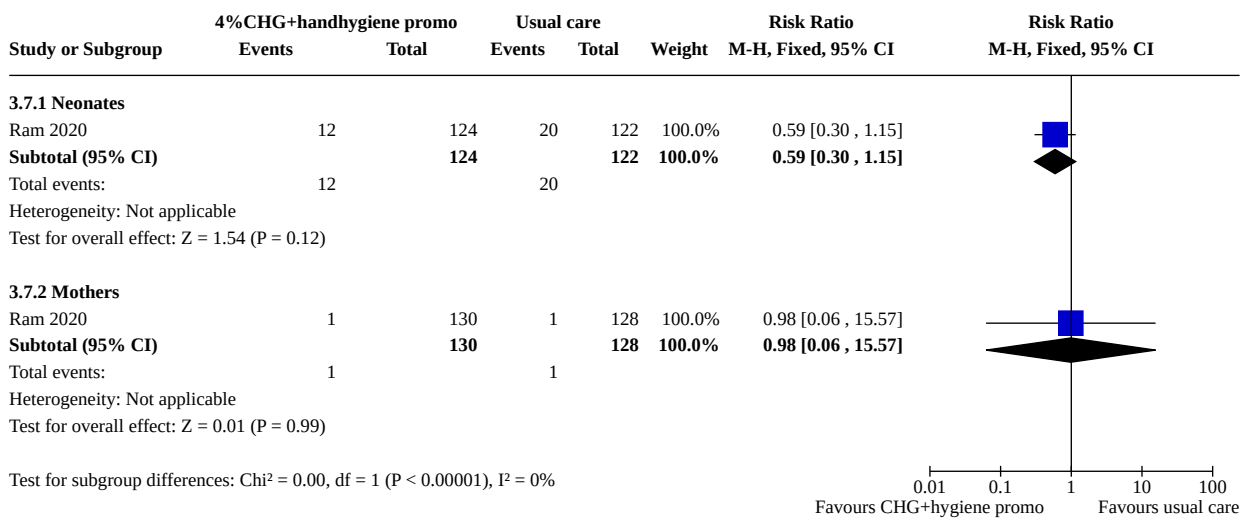 4%CHG+handhygiene promo Usual care Risk Ratio Risk Ratio
Study or Subgroup Events Total Events Total Weight M-H, Fixed, 95% CI M-H, Fixed, 95% CI
3.7.1 Neonates
Ram 2020 12 124 20 122 100.0% 0.59 [0.30 , 1.15]
Subtotal (95% CI) 124 122 100.0% 0.59 [0.30 , 1.15]
Total events: 12 20
Heterogeneity: Not applicable
Test for overall effect: Z = 1.54 (P = 0.12)
3.7.2 Mothers
Ram 2020 1 130 1 128 100.0% 0.98 [0.06 , 15.57]
Subtotal (95% CI) 130 128 100.0% 0.98 [0.06 , 15.57]
Total events: 1 1
Heterogeneity: Not applicable
Test for overall effect: Z = 0.01 (P = 0.99)
Test for subgroup differences: Chi² = 0.00, df = 1 (P < 0.00001), I² = 0%
0.01 0.1 1 10 100
Favours CHG+hygiene promo Favours usual care